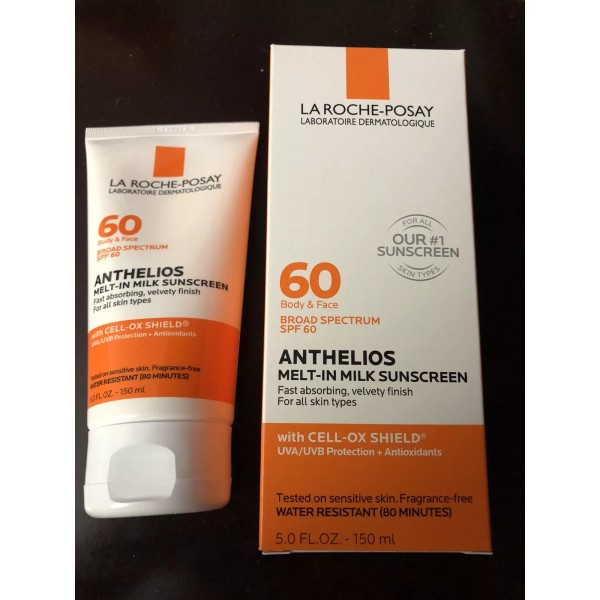 LA ROCHE-POSAY
LABORATOIRE DERMATOLOGIQUE
60
Body & Face
BROAD SPECTRUM
SPF 60
ANTHELIOS
MELT-IN MILK SUNSCREEN
Fast absorbing, velvety finish
For all skin types
with CELL-OX SHIELD®
UVA/UVB Protection + Antioxidants
Tested on sensitive skin. Fragrance-free
WATER RESISTANT (80 MINUTES)
5.0 FL.OZ. - 150 ml
LA ROCHE-POSAY
LABORATOIRE DERMATOLOGIQUE
FOR ALL
OUR #1
SUNSCREEN
SKIN TYPES
60
Body & Face
BROAD SPECTRUM
SPF 60
ANTHELIOS
MELT-IN MILK SUNSCREEN
Fast absorbing, velvety finish
For all skin types
with CELL-OX SHIELD®
UVA/UVB Protection + Antioxidants
Tested on sensitive skin. Fragrance-free
WATER RESISTANT (80 MINUTES)
5.0 FL.OZ. - 150 ml